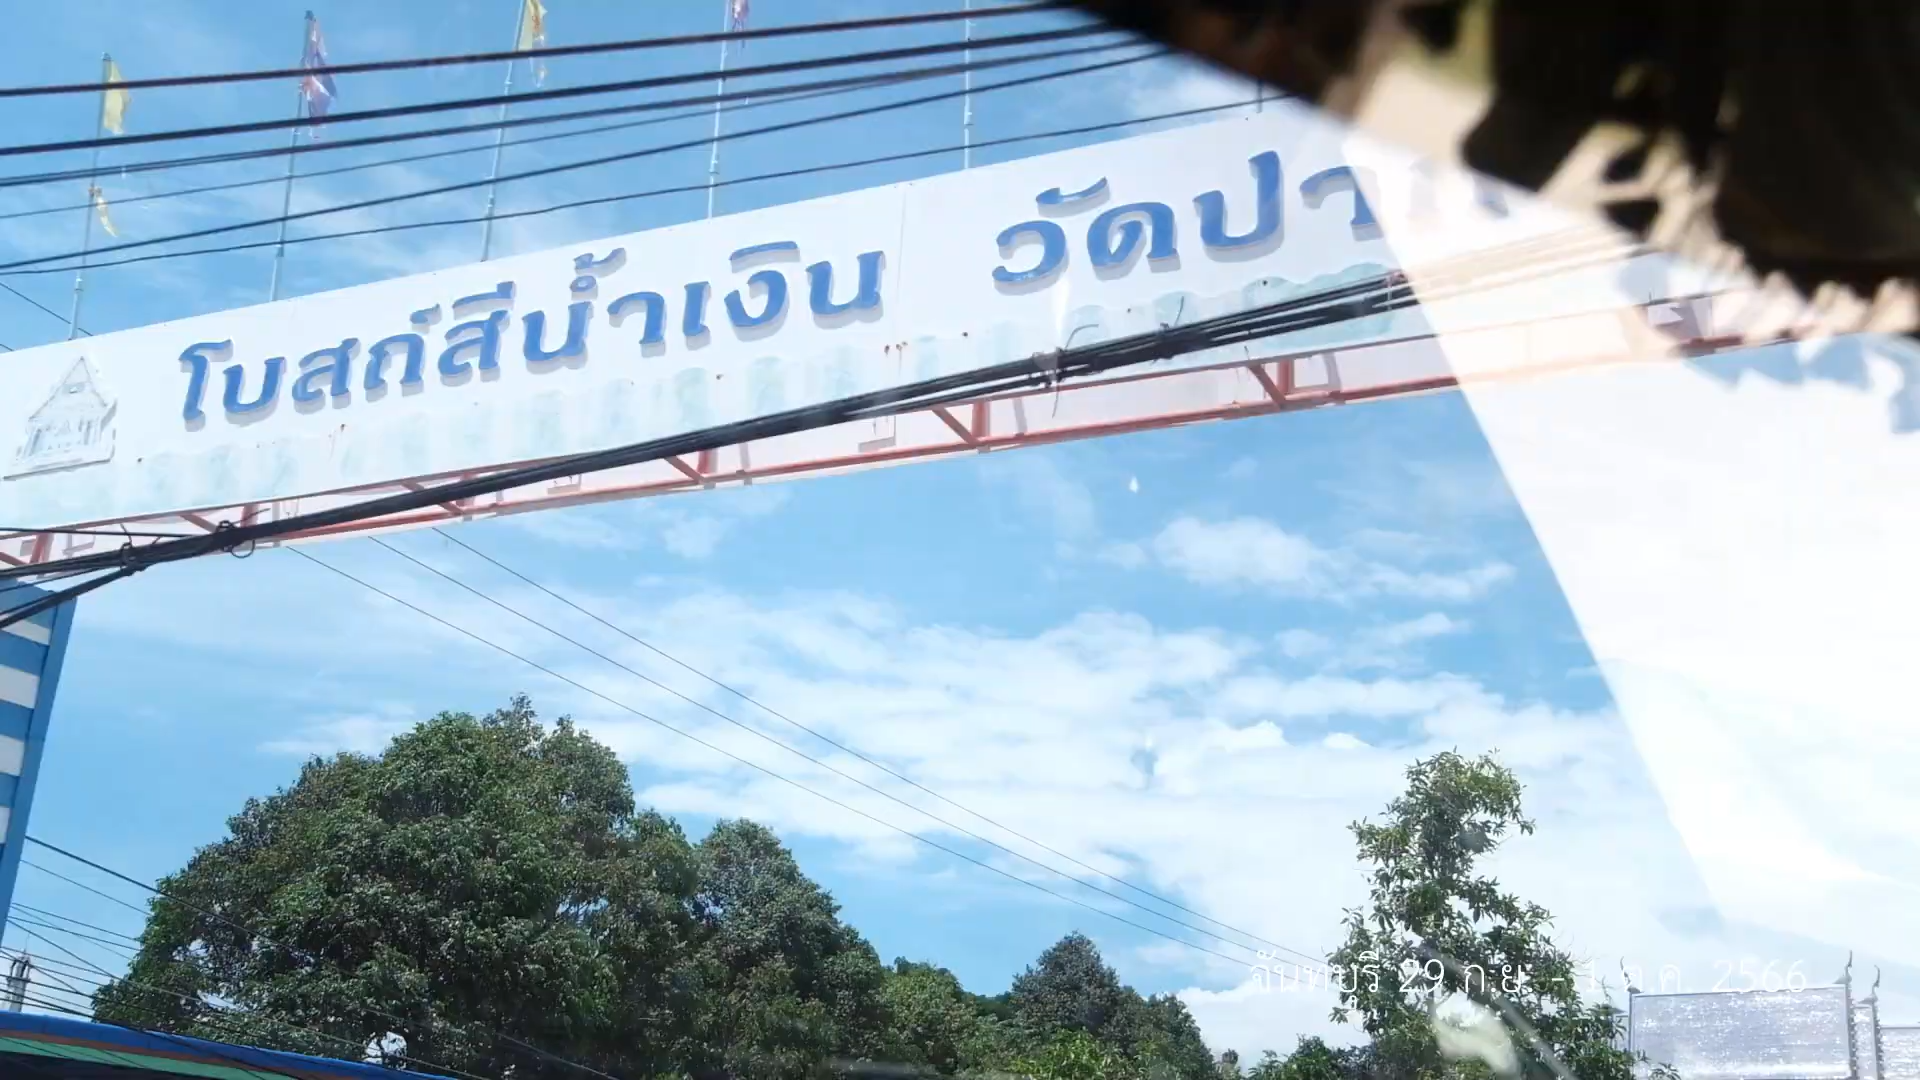 โบสถ์สีน้ำเงิน วัดปาก
จันทบุรี 29 ก.ย. - 1 ต.ค. 2566